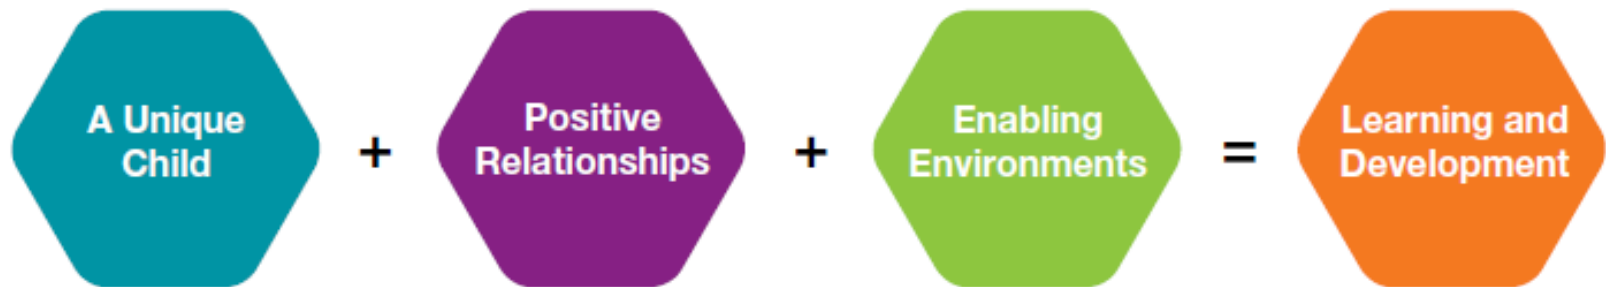 A Unique
Child
+
Positive
Relationships
+
Enabling
Environments
=
Learning and
Development